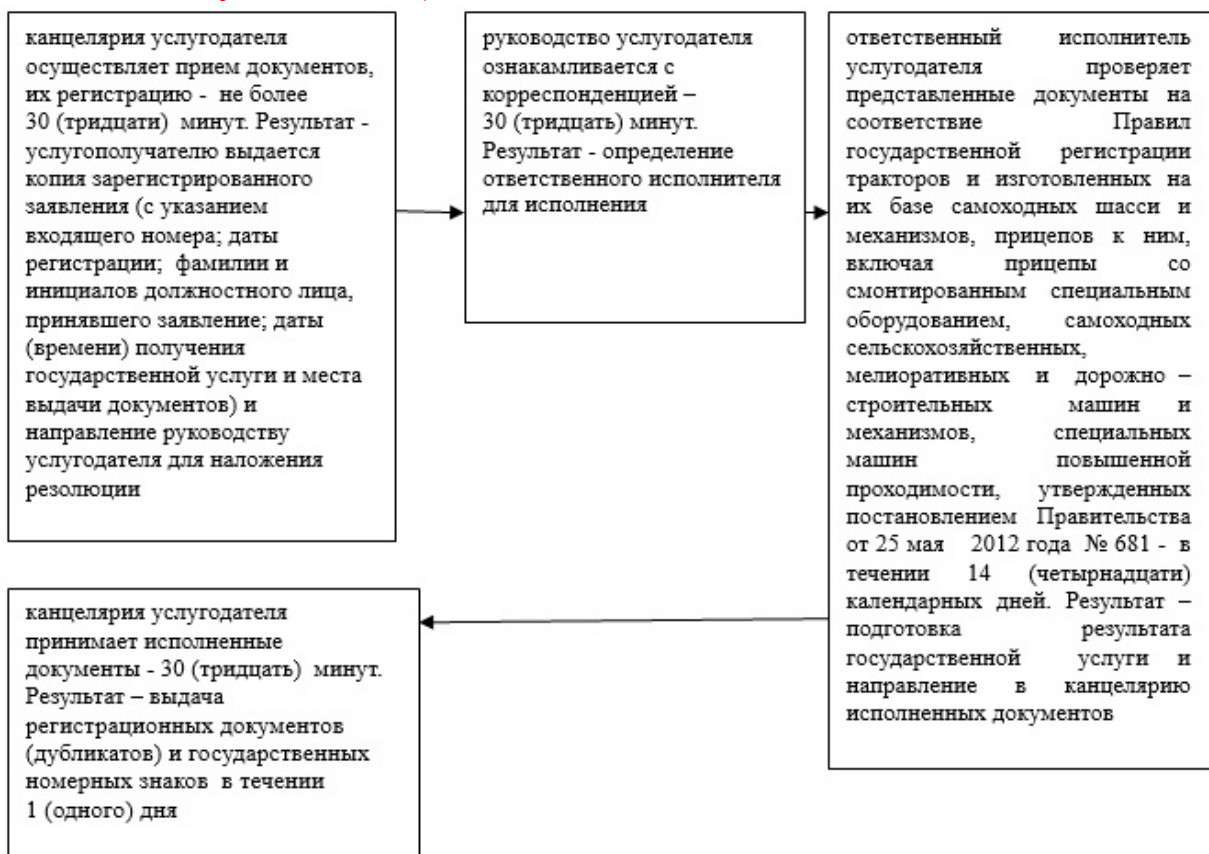 канцелярия услугодателя
осуществляет прием документов,
их регистрацию - не более
30 (тридцати) минут. Результат -
услугополучателю выдается
копия зарегистрированного
заявления (с указанием
входящего номера; даты
регистрации; фамилии и
инициалов должностного лица,
принявшего заявление; даты
(времени) получения
государственной услуги и места
выдачи документов) и
направление руководству
услугодателя для наложения
резолюции
руководство услугодателя
ознакамливается с
корреспонденцией –
30 (тридцать) минут.
Результат - определение
ответственного исполнителя
для исполнения
ответственный исполнитель
услугодателя проверяет
представленные документы на
соответствие Правил
государственной регистрации
тракторов и изготовленных на
их базе самоходных шасси и
механизмов, прицепов к ним,
включая прицепы со
смонтированным специальным
оборудованием, самоходных
сельскохозяйственных,
мелиоративных и дорожно –
строительных машин и
механизмов, специальных
машин повышенной
проходимости, утвержденных
постановлением Правительства
от 25 мая 2012 года № 681 - в
течении 14 (четырнадцати)
календарных дней. Результат –
подготовка результата
государственной услуги и
направление в канцелярию
исполненных документов
канцелярия услугодателя
принимает исполненные
документы - 30 (тридцать) минут.
Результат – выдача
регистрационных документов
(дубликатов) и государственных
номерных знаков в течении
1 (одного) дня